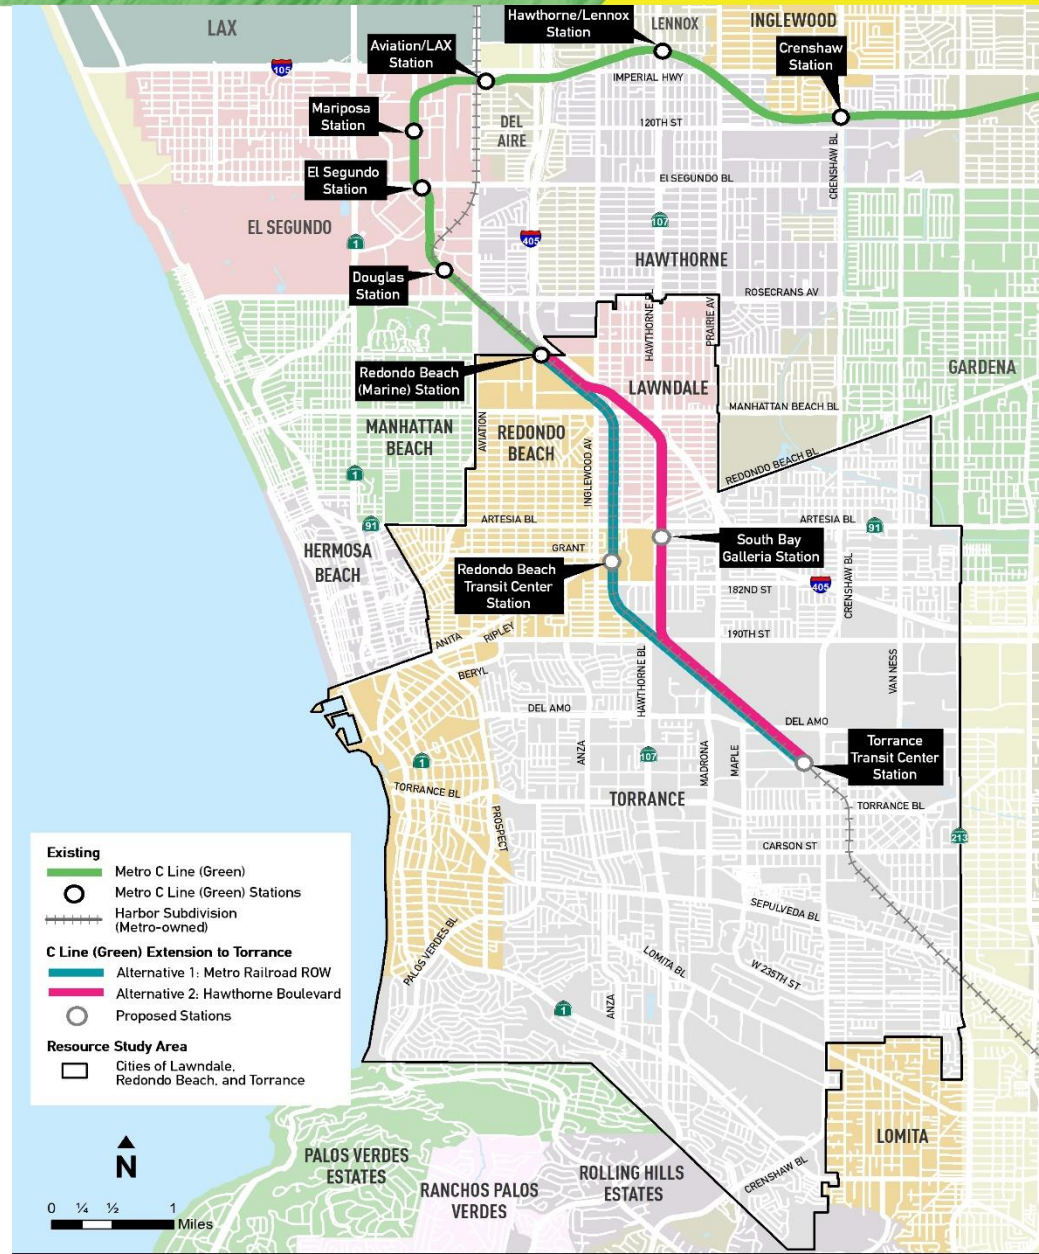 LAX
Hawthorne/Lennox
Station
LENNOX
INGLEWOOD
Aviation/LAX
Station
Crenshaw
Station
105
IMPERIAL HWY
Mariposa
Station
DEL
AIRE
120TH ST
CRENSHAW BL
El Segundo
Station
EL SEGUNDO BL
EL SEGUNDO
107
1
405
HAWTHORNE
Douglas
Station
ROSECRANS AV
HAWTHORNE
PRAIRIE AV
GARDENA
Redondo Beach
(Marine) Station
LAWNDALE
MANHATTAN BEACH BL
MANHATTAN
BEACH
AVIATION
REDONDO
BEACH
INGLEWOOD AV
REDONDO BEACH BL
1
91
ARTESIA BL
ARTESIA BL
91
HERMOSA
BEACH
GRANT
South Bay
Galleria Station
Redondo Beach
Transit Center
Station
182ND ST
405
CRENSHAW BL
190TH ST
ANITA
RIPLEY
BERYL
HAWTHORNE BL
VAN NESS
DEL AMO
DEL AMO
ANZA
107
MADRONA
MAPLE
Torrance
Transit Center
Station
1
TORRANCE BL
TORRANCE
TORRANCE BL
PROSPECT
CARSON ST
213
SEPULVEDA BL
PALOS VERDES BL
LOMITA BL
W 235TH ST
ANZA
1
Existing
Metro C Line (Green)
Metro C Line (Green) Stations
Harbor Subdivision
(Metro-owned)
C Line (Green) Extension to Torrance
Alternative 1: Metro Railroad ROW
Alternative 2: Hawthorne Boulevard
Proposed Stations
Resource Study Area
Cities of Lawndale,
Redondo Beach, and Torrance
N
0 ¼ ½ 1
Miles
PALOS VERDES
ESTATES
RANCHOS PALOS
VERDES
ROLLING HILLS
ESTATES
CRENSHAW BL
LOMITA